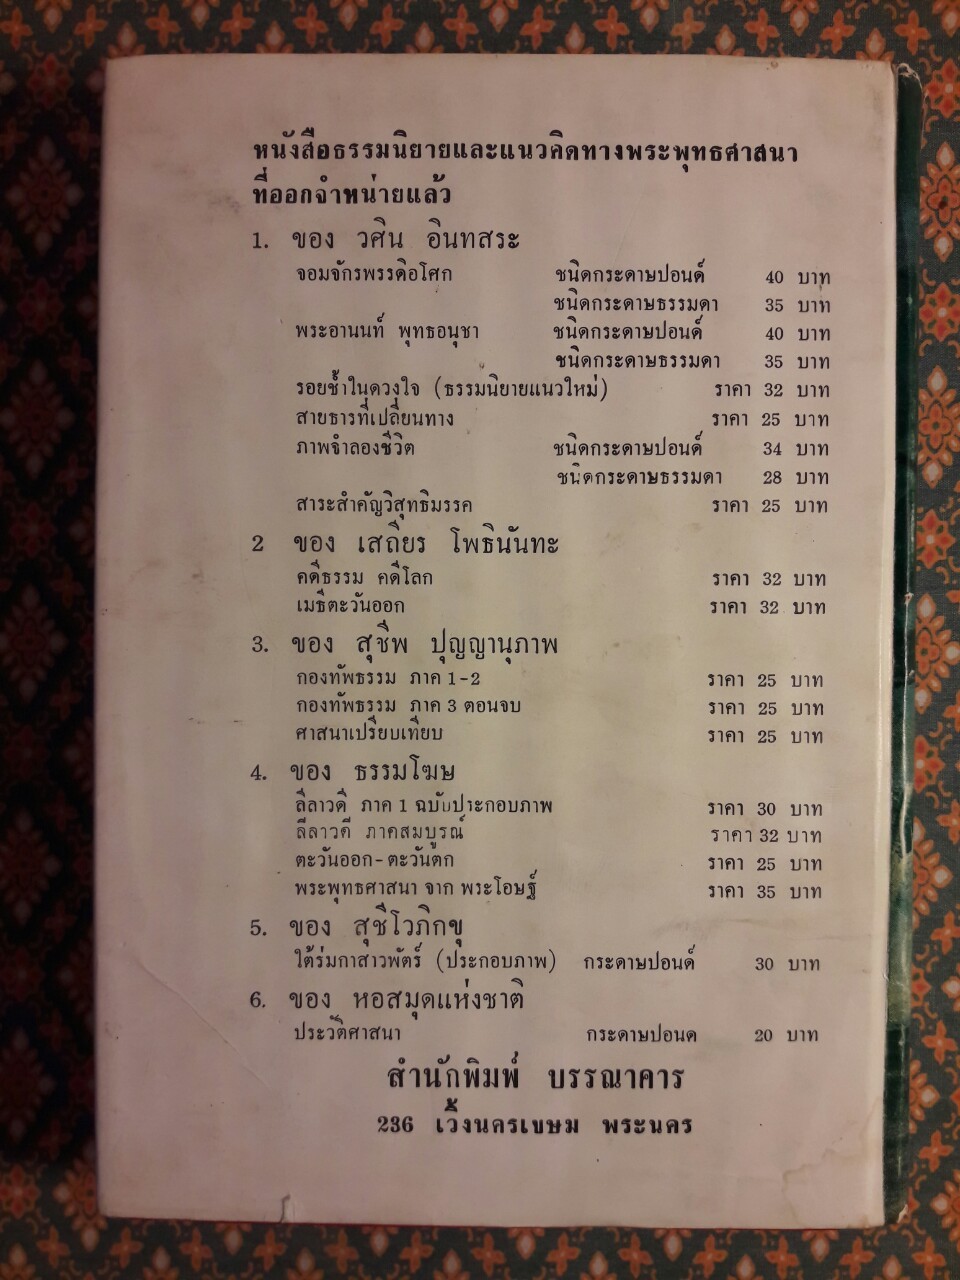 หนังสือธรรมนิยายและแนวคิดทางพระพุทธศาสนา
ที่ออกจำหน่ายแล้ว
1. ของ วศิน อินทสระ
จอมจักรพรรดิอโศก ชนิดกระดาษปอนด์ 40 บาท
ชนิดกระดาษธรรมดา 35 บาท
พระอานนท์ พุทธอนุชา ชนิดกระดาษปอนด์ 40 บาท
ชนิดกระดาษธรรมดา 35 บาท
รอยช้ำในดวงใจ (ธรรมนิยายแนวใหม่) ราคา 32 บาท
สายธารที่เปลี่ยนทาง ราคา 25 บาท
ภาพจำลองชีวิต ชนิดกระดาษปอนด์ 34 บาท
ชนิดกระดาษธรรมดา 28 บาท
สาระสำคัญวิสุทธิมรรค ราคา 25 บาท
2 ของ เสถียร โพธินันทะ
คดีธรรม คดีโลก ราคา 32 บาท
เมธีตะวันออก ราคา 32 บาท
3. ของ สุชีพ ปุญญานุภาพ
กองทัพธรรม ภาค 1-2 ราคา 25 บาท
กองทัพธรรม ภาค 3 ตอนจบ ราคา 25 บาท
ศาสนาเปรียบเทียบ ราคา 25 บาท
4. ของ ธรรมโฆษ
ลีลาวดี ภาค 1 ฉบับประกอบภาพ ราคา 30 บาท
ลีลาวดี ภาคสมบูรณ์ ราคา 32 บาท
ตะวันออก-ตะวันตก ราคา 25 บาท
พระพุทธศาสนา จาก พระโอษฐ์ ราคา 35 บาท
5. ของ สุชีโวภิกขุ
ใต้ร่มกาสาวพัตร์ (ประกอบภาพ) กระดาษปอนด์ 30 บาท
6. ของ หอสมุดแห่งชาติ
ประวัติศาสนา กระดาษปอนด 20 บาท
สำนักพิมพ์ บรรณาคาร
236 เวิ้งนครเขษม พระนคร